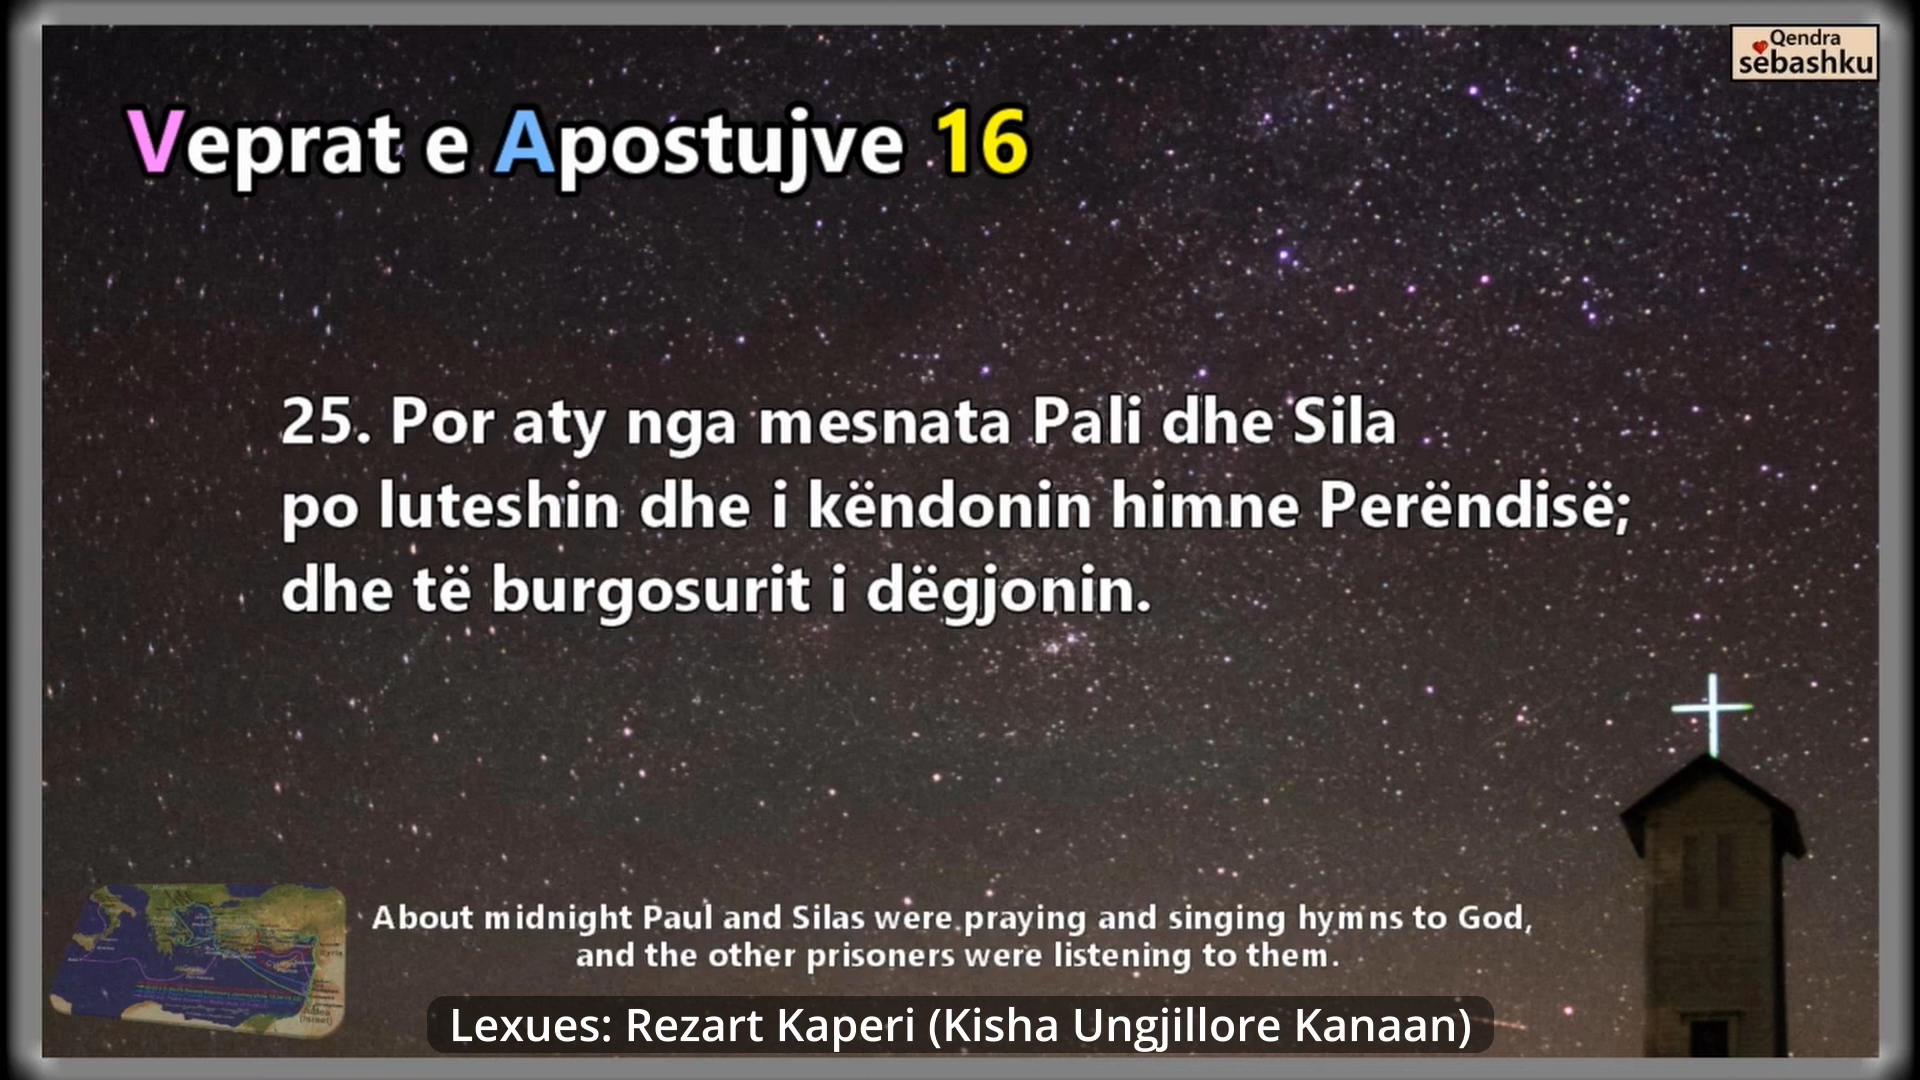 Qendra
sëbashku
Veprat e Apostujve 16
25. Por aty nga mesnata Pali dhe Sila
po luteshin dhe i këndonin himne Perëndisë;
dhe të burgosurit i dëgjonin.
About midnight Paul and Silas were praying and singing hymns to God,
and the other prisoners were listening to them.
Lexues: Rezart Kaperi (Kisha Ungjillore Kanaan)